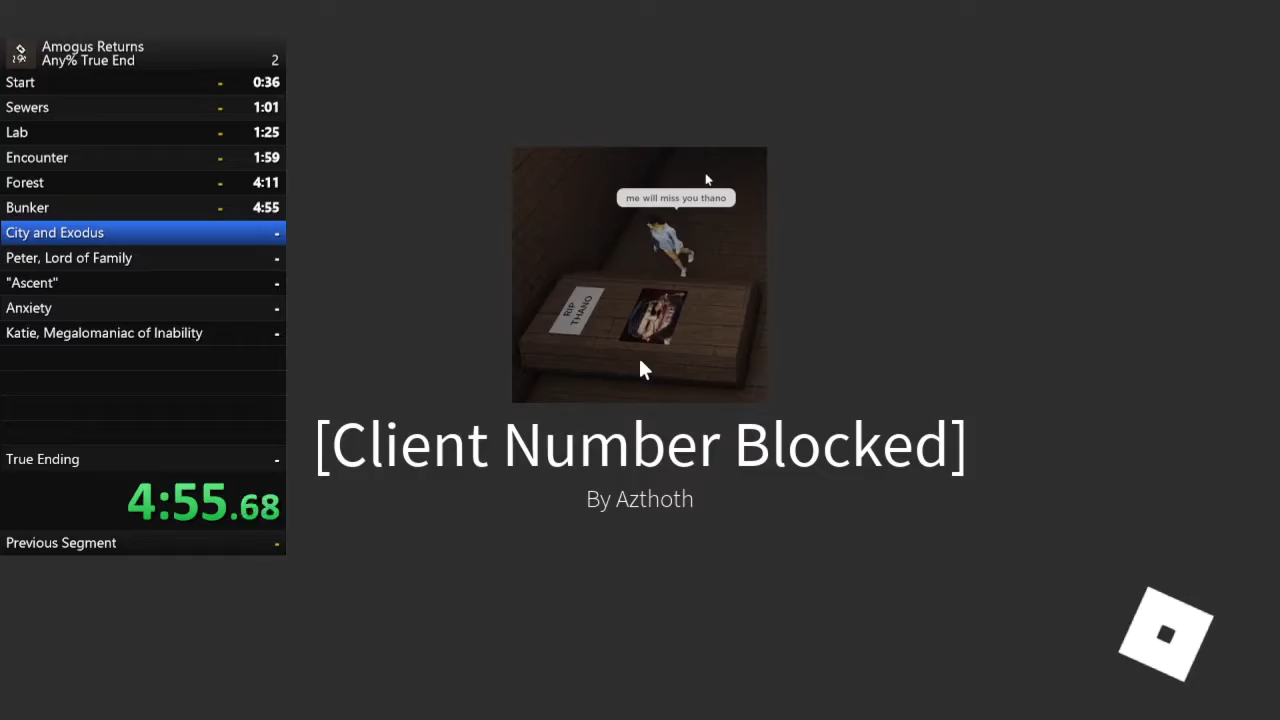 Amogus Returns
Any% True End 2
Start - 0:36
Sewers - 1:01
Lab - 1:25
Encounter - 1:59
Forest - 4:11
Bunker - 4:55
City and Exodus -
Peter, Lord of Family -
"Ascent" -
Anxiety -
Katie, Megalomaniac of Inability -
True Ending -
4:55.68
Previous Segment -
me will miss you thano
RIP
THANO
[Client Number Blocked]
By Azthoth